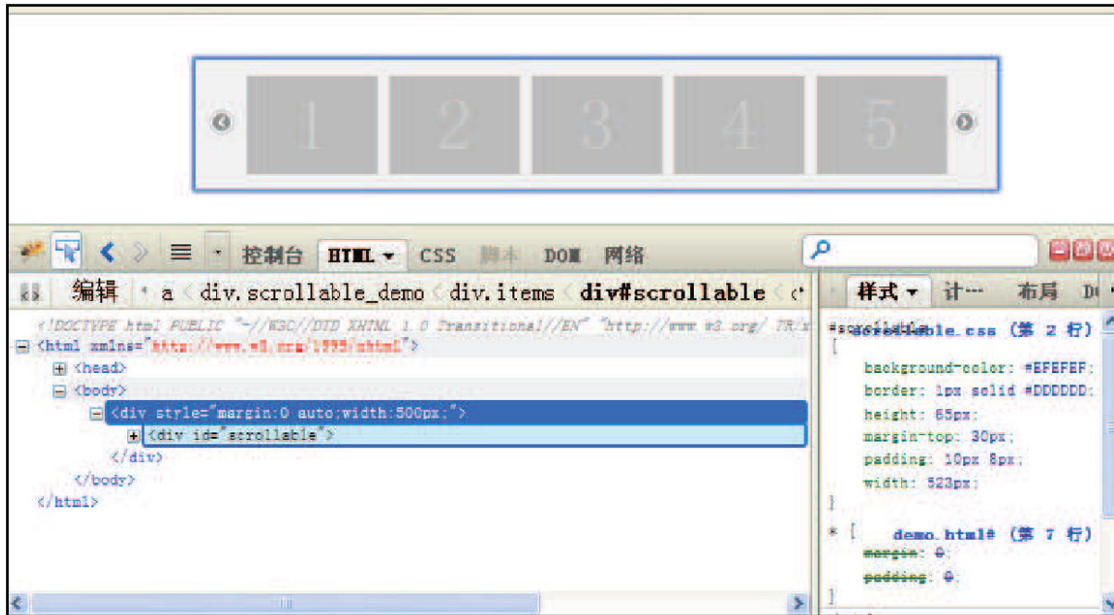 1 2 3 4 5
控制台 HTML CSS 脚本 DOM 网络
编辑 a < div.scrollable_demo < div.items < div#scrollable <
样式 计… 布局
<!DOCTYPE html PUBLIC "-//W3C//DTD XHTML 1.0 Transitional//EN" "http://www.w3.org/ TR/x
<html xmlns="http://www.w3.org/1999/xhtml">
<head>
<body>
<div style="margin:0 auto;width:500px;">
<div id="scrollable">
</div>
</body>
</html>
#scrollable scrollable.css (第 2 行)
{
background-color: #EFEFEF;
border: 1px solid #DDDDDD;
height: 65px;
margin-top: 30px;
padding: 10px 8px;
width: 523px;
}
* { demo.html# (第 7 行)
margin: 0;
padding: 0;
}